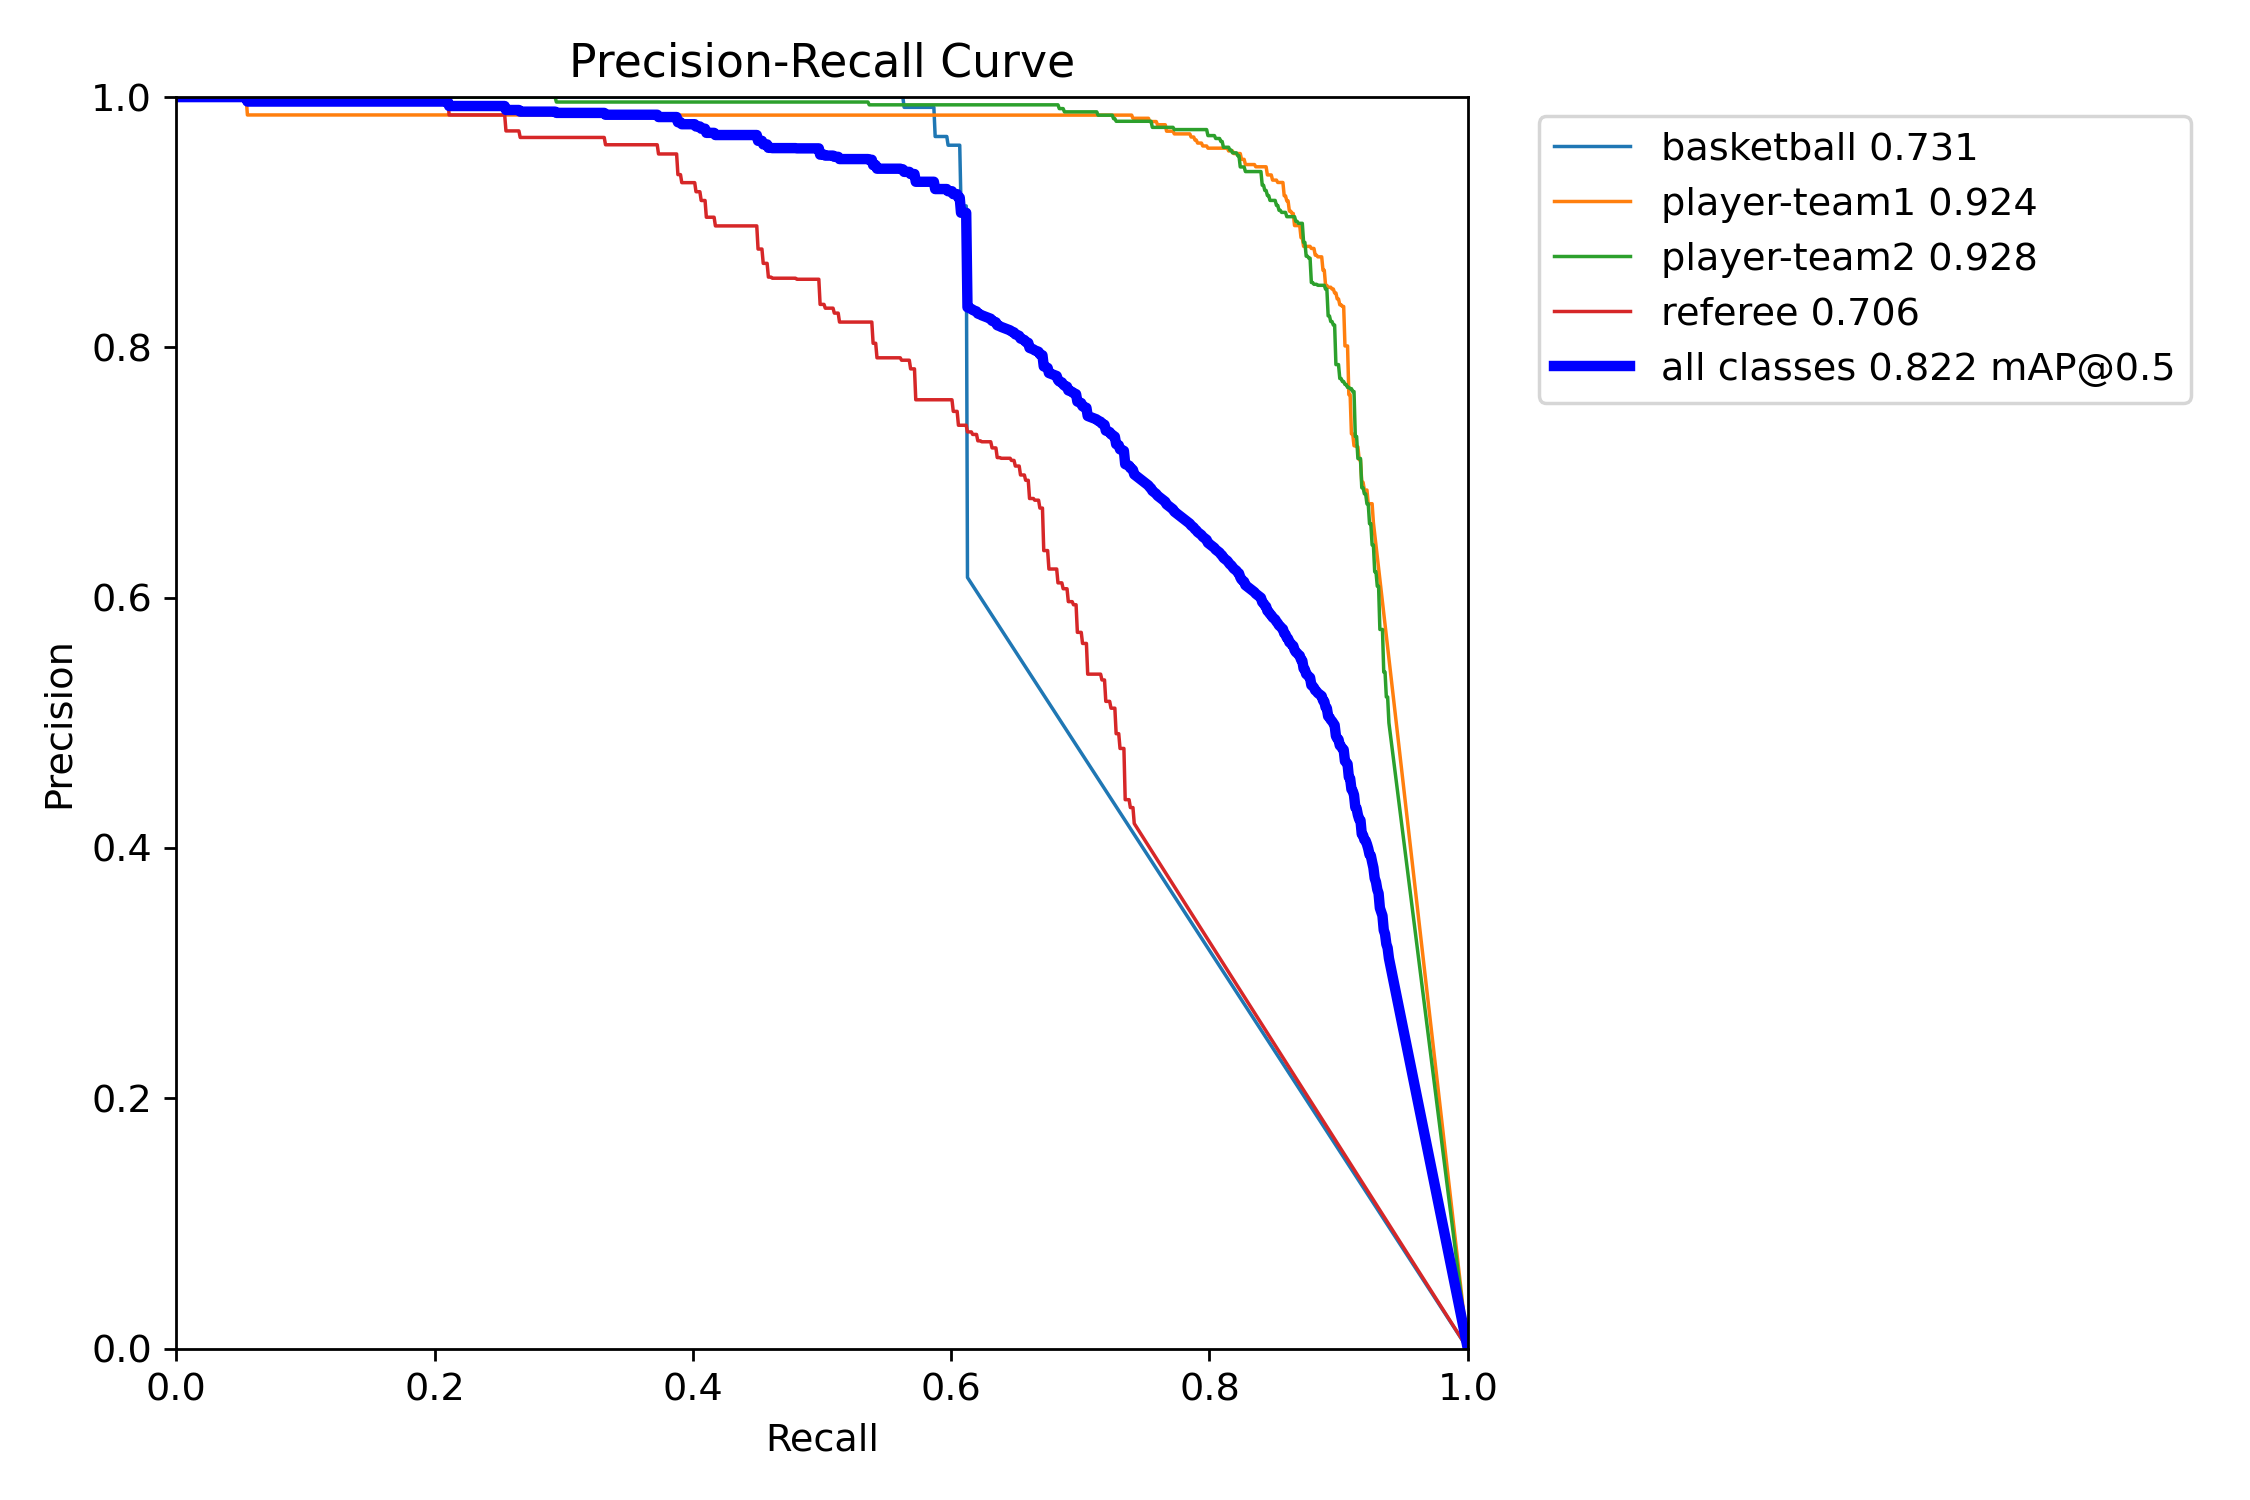 Precision-Recall Curve
1.0
0.8
0.6
0.4
0.2
0.0
Precision
0.0 0.2 0.4 0.6 0.8 1.0
Recall
basketball 0.731
player-team1 0.924
player-team2 0.928
referee 0.706
all classes 0.822 mAP@0.5